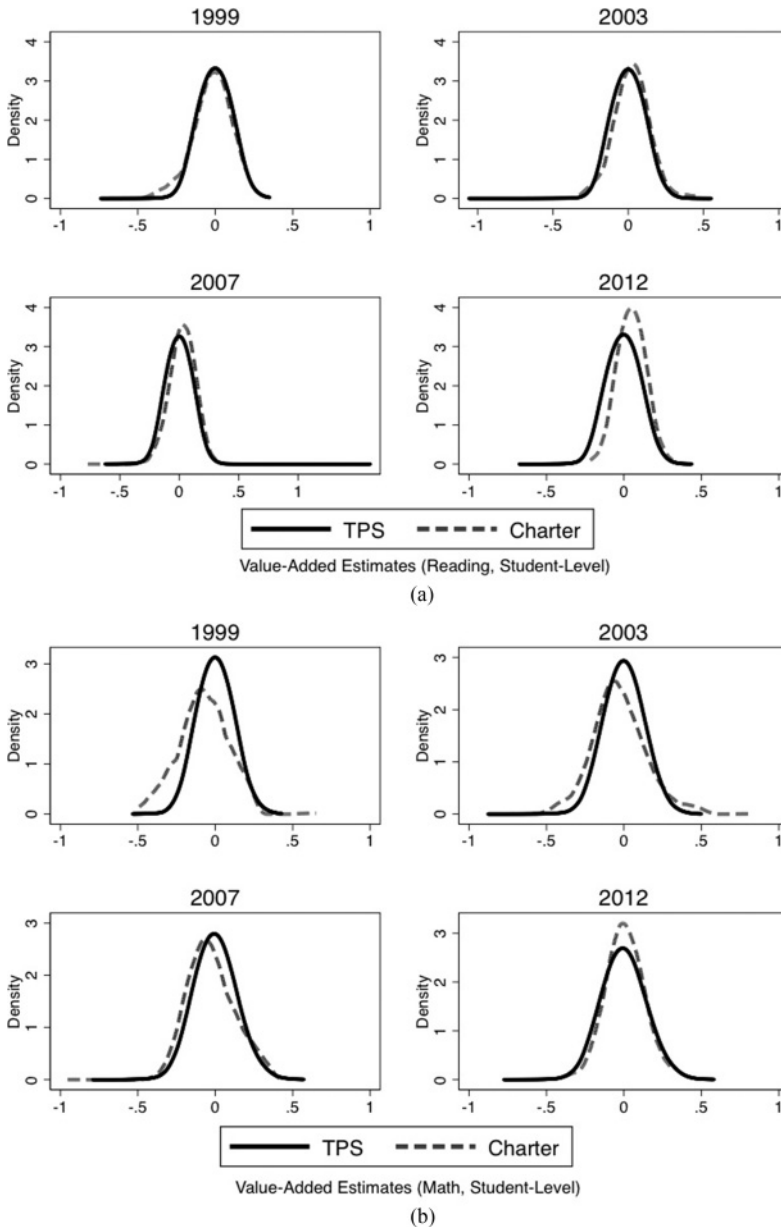 1999 2003
Density 0 1 2 3 4 -1 -.5 0 .5 1
Density 0 1 2 3 4 -1 -.5 0 .5 1
2007 2012
Density 0 1 2 3 4 -1 -.5 0 .5 1
Density 0 1 2 3 4 -1 -.5 0 .5 1
TPS Charter
Value-Added Estimates (Reading, Student-Level)
(a)
1999 2003
Density 0 1 2 3 -1 -.5 0 .5 1
Density 0 1 2 3 -1 -.5 0 .5 1
2007 2012
Density 0 1 2 3 -1 -.5 0 .5 1
Density 0 1 2 3 -1 -.5 0 .5 1
TPS Charter
Value-Added Estimates (Math, Student-Level)
(b)